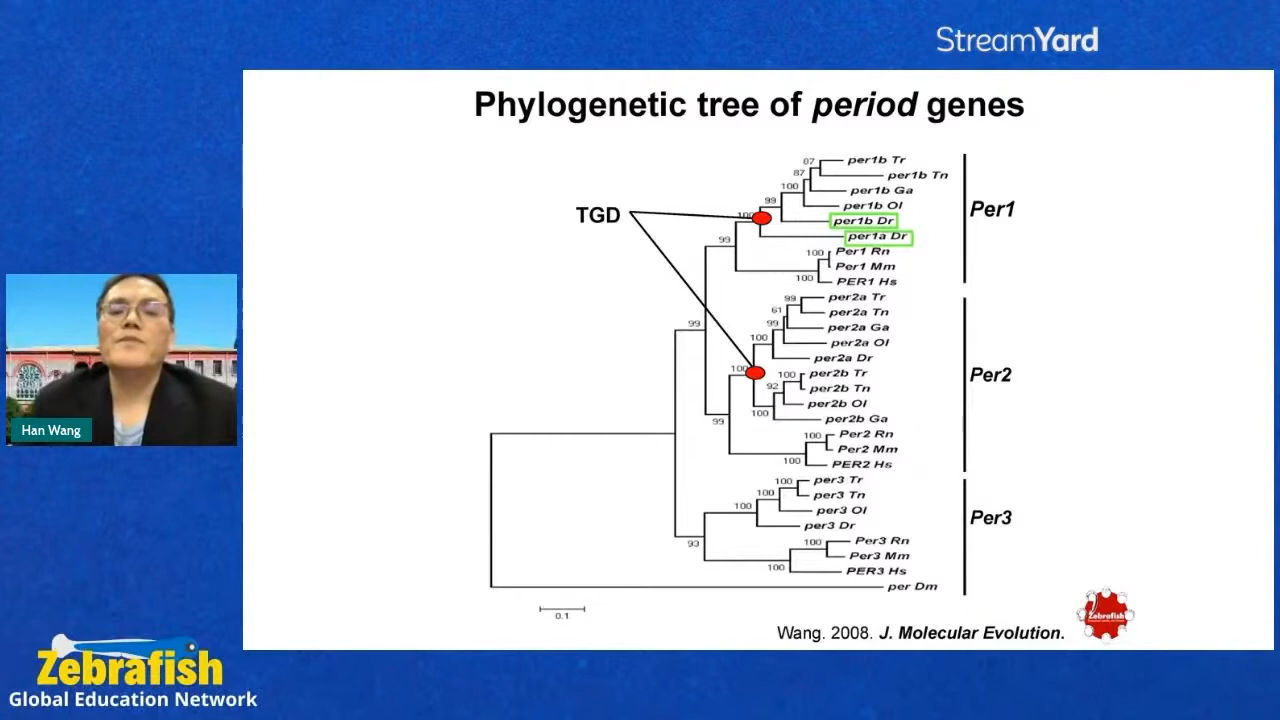 StreamYard
Phylogenetic tree of period genes
TGD
07
per1b Tr
87
per1b Tn
100
per1b Ga
99
per1b Ol
100
per1b Dr
per1a Dr
99
100
Per1 Rn
Per1 Mm
100
PER1 Hs
Per1
99
per2a Tr
61
per2a Tn
99
per2a Ga
99
per2a Ol
100
per2a Dr
100
100
per2b Tr
per2b Tn
92
per2b Ol
100
per2b Ga
99
100
Per2 Rn
Per2 Mm
100
PER2 Hs
Per2
100
per3 Tr
100
per3 Tn
100
per3 Ol
per3 Dr
93
100
Per3 Rn
Per3 Mm
100
PER3 Hs
Per3
per Dm
0.1
Wang. 2008. J. Molecular Evolution.
Zebrafish
Han Wang
Zebrafish
Global Education Network